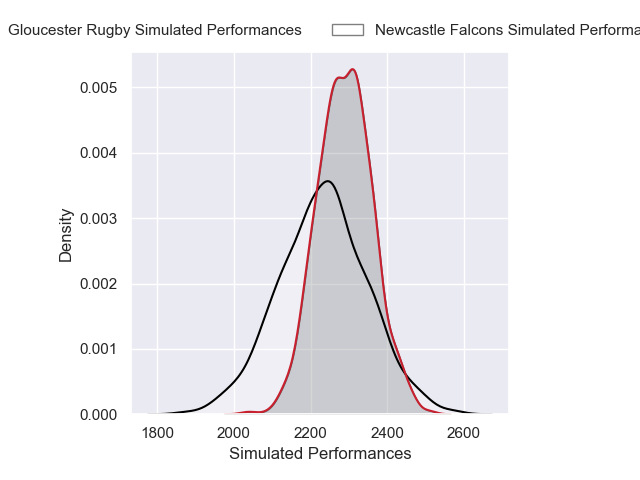 Gloucester Rugby Simulated Performances
Newcastle Falcons Simulated Performa
0.005
0.004
0.003
0.002
0.001
0.000
Density
1800 2000 2200 2400 2600
Simulated Performances